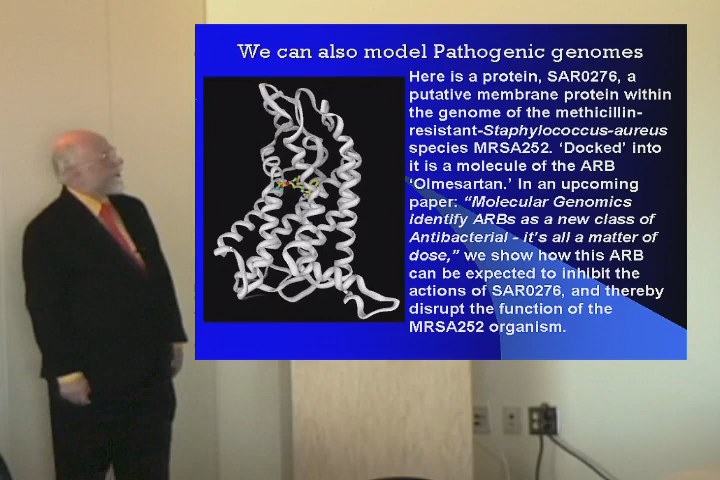 We can also model Pathogenic genomes
Here is a protein, SAR0276, a
putative membrane protein within
the genome of the methicillin-
resistant-Staphylococcus-aureus
species MRSA252. ‘Docked’ into
it is a molecule of the ARB
‘Olmesartan.’ In an upcoming
paper: “Molecular Genomics
identify ARBs as a new class of
Antibacterial - it’s all a matter of
dose,” we show how this ARB
can be expected to inhibit the
actions of SAR0276, and thereby
disrupt the function of the
MRSA252 organism.